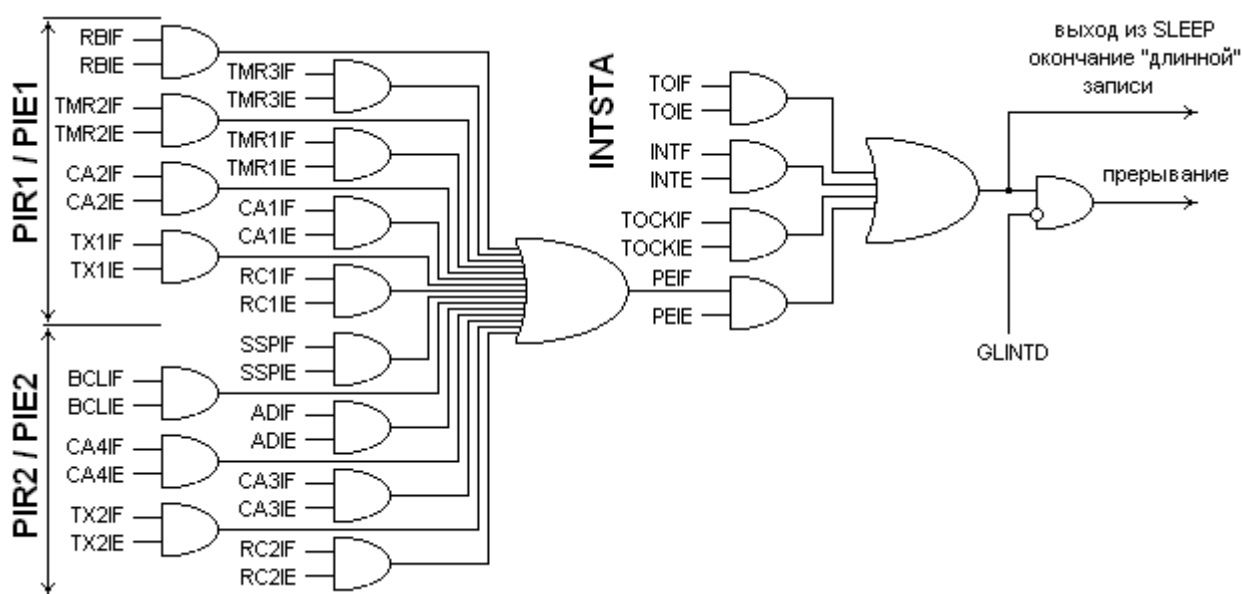 PIR1 / PIE1
RBIF
RBIE
TMR2IF
TMR2IE
CA2IF
CA2IE
TX1IF
TX1IE
TMR3IF
TMR3IE
TMR1IF
TMR1IE
CA1IF
CA1IE
RC1IF
RC1IE
PIR2 / PIE2
BCLIF
BCLIE
CA4IF
CA4IE
TX2IF
TX2IE
SSPIF
SSPIE
ADIF
ADIE
CA3IF
CA3IE
RC2IF
RC2IE
INTSTA
TOIF
TOIE
INTF
INTE
TOCKIF
TOCKIE
PEIF
PEIE
выход из SLEEP
окончание "длинной"
записи
прерывание
GLINTD